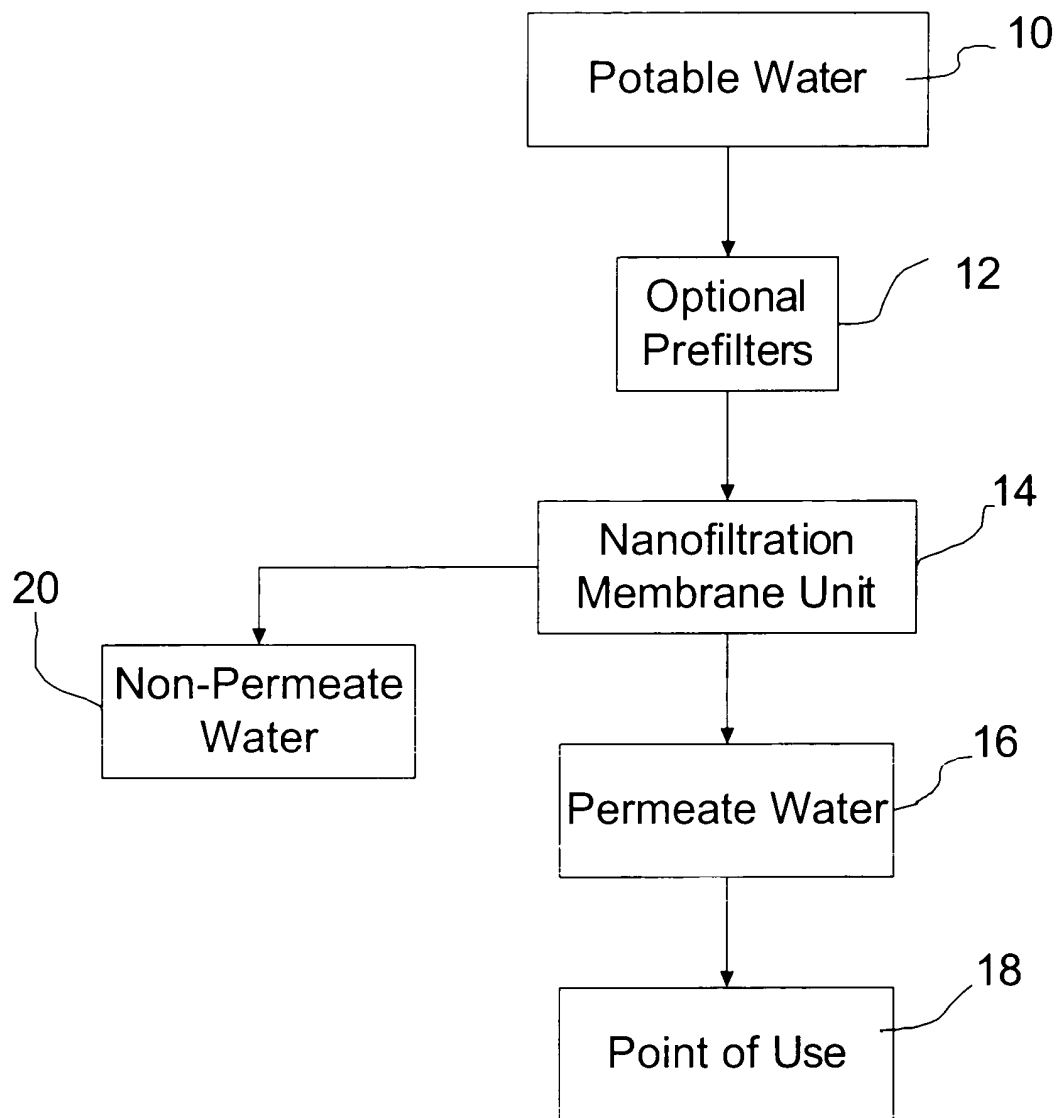 10
Potable Water
12
Optional
Prefilters
14
Nanofiltration
Membrane Unit
20
Non-Permeate
Water
16
Permeate Water
18
Point of Use